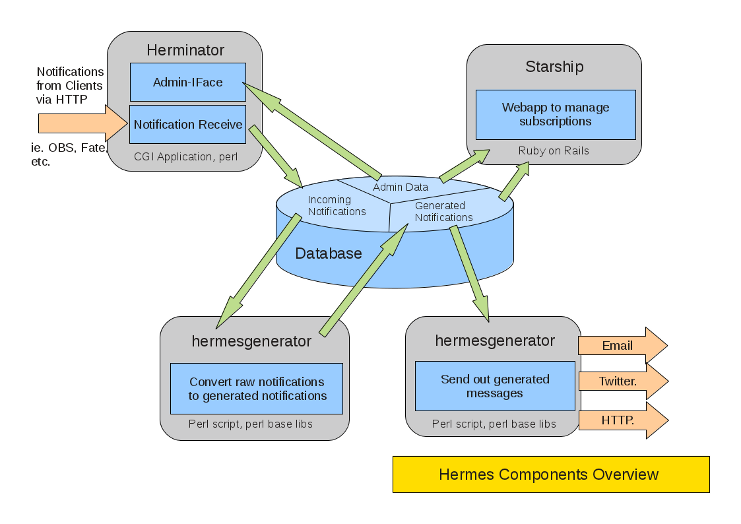 Herminator
Admin-IFace
Notification Receive
CGI Application, perl
Notifications
from Clients
via HTTP
ie. OBS, Fate,
etc.
Starship
Webapp to manage
subscriptions
Ruby on Rails
Admin Data
Incoming
Notifications
Generated
Notifications
Database
hermesgenerator
Convert raw notifications
to generated notifications
Perl script, perl base libs
hermesgenerator
Send out generated
messages
Perl script, perl base libs
Email
Twitter.
HTTP.
Hermes Components Overview